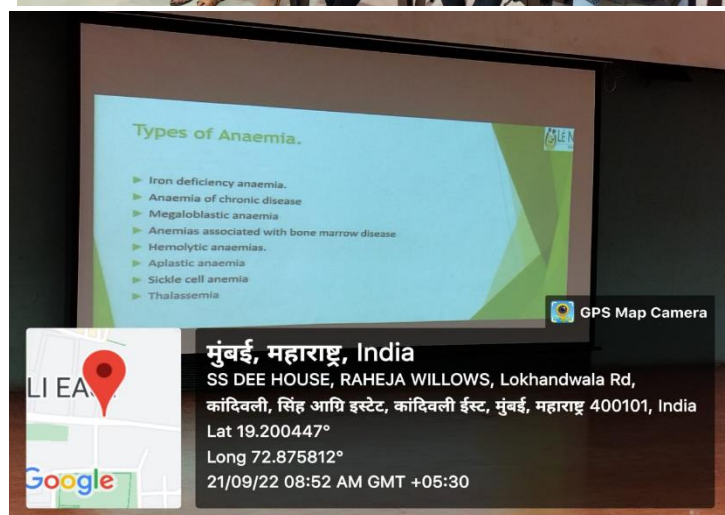 Types of Anaemia.
LE N
Iron deficiency anaemia.
Anaemia of chronic disease
Megaloblastic anaemia
Anemias associated with bone marrow disease
Hemolytic anaemias.
Aplastic anaemia
Sickle cell anemia
Thalassemia
GPS Map Camera
LI EA
Google
मुंबई, महाराष्ट्र, India
SS DEE HOUSE, RAHEJA WILLOWS, Lokhandwala Rd,
कांदिवली, सिंह आग्रि इस्टेट, कांदिवली ईस्ट, मुंबई, महाराष्ट्र 400101, India
Lat 19.200447°
Long 72.875812°
21/09/22 08:52 AM GMT +05:30